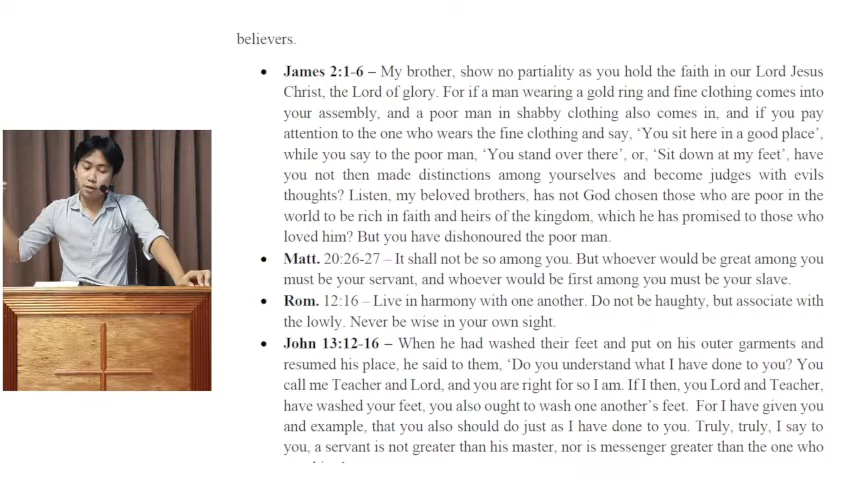 believers.
• James 2:1-6 – My brother, show no partiality as you hold the faith in our Lord Jesus
Christ, the Lord of glory. For if a man wearing a gold ring and fine clothing comes into
your assembly, and a poor man in shabby clothing also comes in, and if you pay
attention to the one who wears the fine clothing and say, ‘You sit here in a good place’,
while you say to the poor man, ‘You stand over there’, or, ‘Sit down at my feet’, have
you not then made distinctions among yourselves and become judges with evils
thoughts? Listen, my beloved brothers, has not God chosen those who are poor in the
world to be rich in faith and heirs of the kingdom, which he has promised to those who
loved him? But you have dishonoured the poor man.
• Matt. 20:26-27 – It shall not be so among you. But whoever would be great among you
must be your servant, and whoever would be first among you must be your slave.
• Rom. 12:16 – Live in harmony with one another. Do not be haughty, but associate with
the lowly. Never be wise in your own sight.
• John 13:12-16 – When he had washed their feet and put on his outer garments and
resumed his place, he said to them, ‘Do you understand what I have done to you? You
call me Teacher and Lord, and you are right for so I am. If I then, you Lord and Teacher,
have washed your feet, you also ought to wash one another’s feet. For I have given you
and example, that you also should do just as I have done to you. Truly, truly, I say to
you, a servant is not greater than his master, nor is messenger greater than the one who